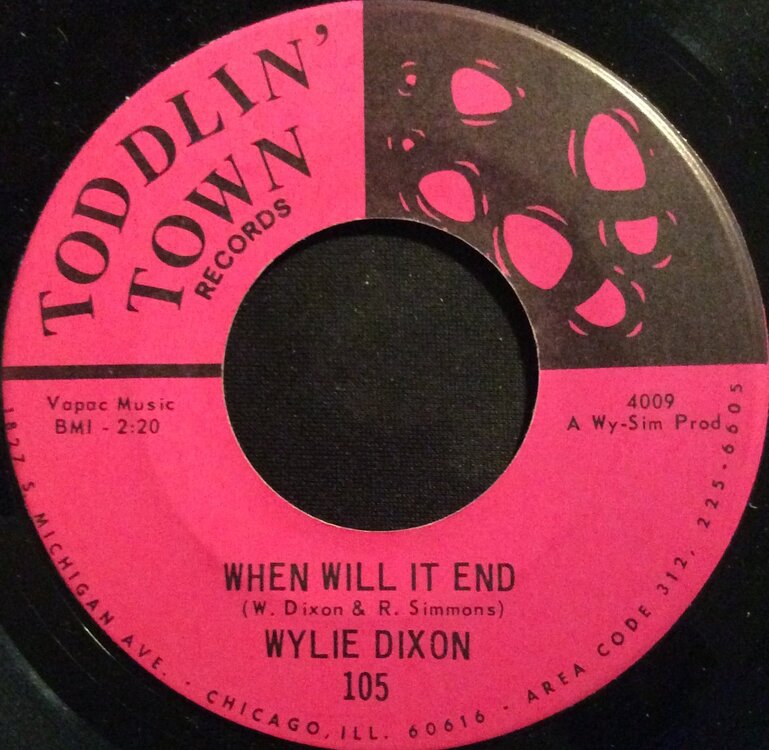 TODDLIN'
TOWN
RECORDS
Vapac Music
BMI - 2:20
4009
A Wy-Sim Prod.
WHEN WILL IT END
(W. Dixon & R. Simmons)
WYLIE DIXON
105
1827 S. MICHIGAN AVE. - CHICAGO, ILL. 60616 - AREA CODE 312, 225-6605